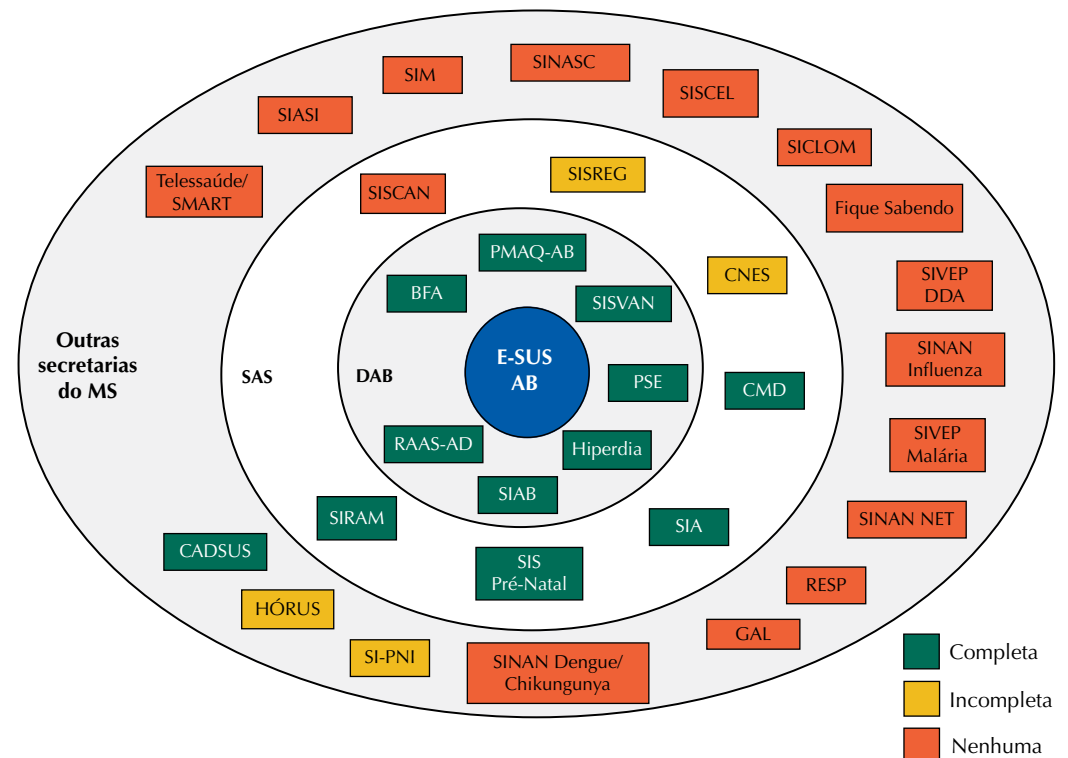 SINASC
SIM
SISCEL
SIASI
SICLOM
Telessaúde/
SMART
SISREG
SISCAN
Fique Sabendo
PMAQ-AB
CNES
SIVEP
DDA
BFA
SISVAN
Outras
secretarias
do MS
SAS
DAB
E-SUS
AB
PSE
CMD
SINAN
Influenza
RAAS-AD
Hiperdia
SIVEP
Malária
SIAB
SIRAM
SIA
SINAN NET
CADSUS
SIS
Pré-Natal
RESP
HÓRUS
GAL
SI-PNI
SINAN Dengue/
Chikungunya
Completa
Incompleta
Nenhuma